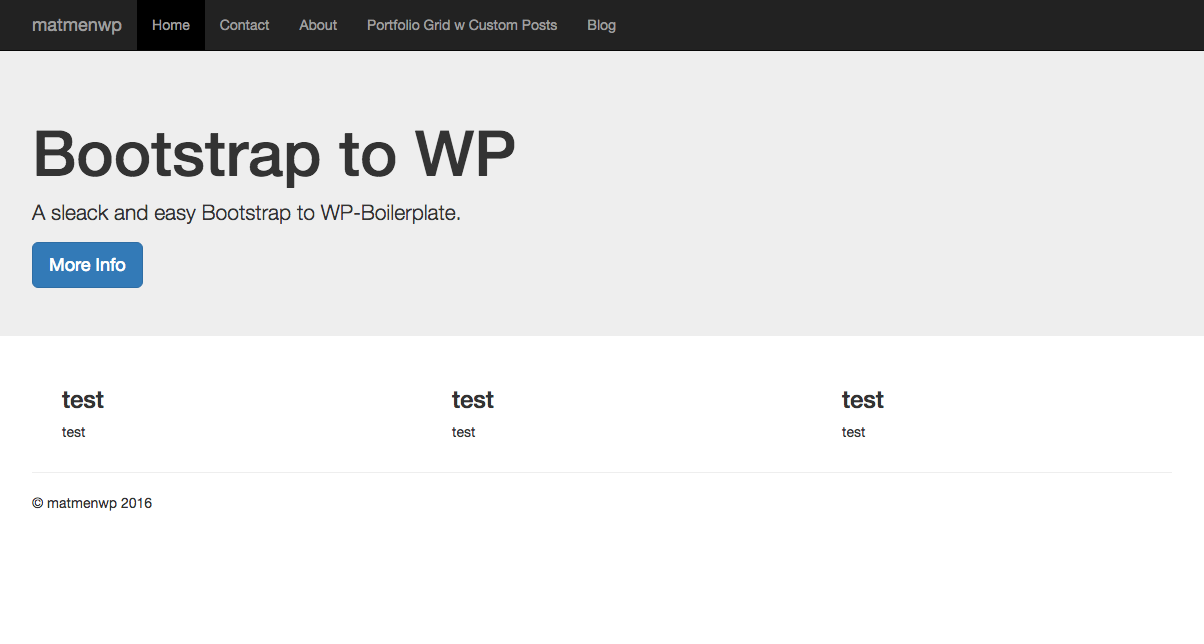 matmenwp Home Contact About Portfolio Grid w Custom Posts Blog
Bootstrap to WP
A sleack and easy Bootstrap to WP-Boilerplate.
More Info
test test test
test test test
© matmenwp 2016